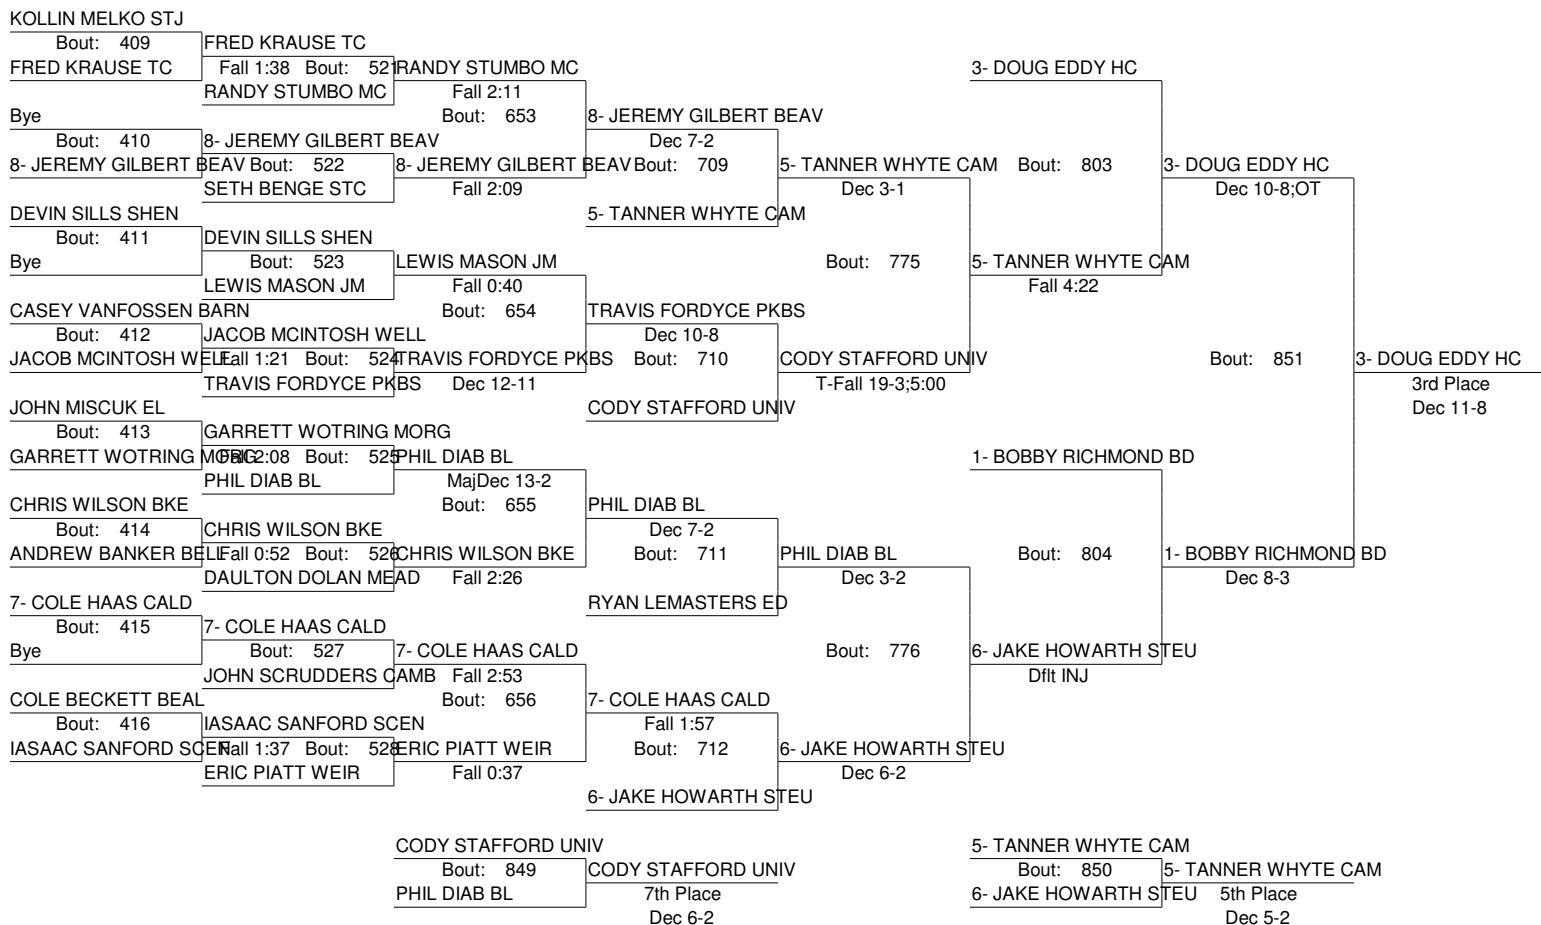 KOLLIN MELKO STJ
Bout: 409 FRED KRAUSE TC
FRED KRAUSE TC Fall 1:38 Bout: 521 RANDY STUMBO MC 3- DOUG EDDY HC
RANDY STUMBO MC Fall 2:11
Bye Bout: 653 8- JEREMY GILBERT BEAV
Bout: 410 8- JEREMY GILBERT BEAV Dec 7-2
8- JEREMY GILBERT BEAV Bout: 522 8- JEREMY GILBERT BEAV Bout: 709 5- TANNER WHYTE CAM Bout: 803 3- DOUG EDDY HC
SETH BENGE STC Fall 2:09 Dec 3-1 Dec 10-8;OT
DEVIN SILLS SHEN 5- TANNER WHYTE CAM
Bout: 411 DEVIN SILLS SHEN
Bye Bout: 523 LEWIS MASON JM Bout: 775 5- TANNER WHYTE CAM
LEWIS MASON JM Fall 0:40 Fall 4:22
CASEY VANFOSSEN BARN Bout: 654 TRAVIS FORDYCE PKBS
Bout: 412 JACOB MCINTOSH WELL Dec 10-8
JACOB MCINTOSH WELL Fall 1:21 Bout: 524 TRAVIS FORDYCE PKBS Bout: 710 CODY STAFFORD UNIV Bout: 851 3- DOUG EDDY HC
TRAVIS FORDYCE PKBS Dec 12-11 T-Fall 19-3;5:00 3rd Place
JOHN MISCUK EL CODY STAFFORD UNIV Dec 11-8
Bout: 413 GARRETT WOTRING MORG
GARRETT WOTRING MORG Fall 2:08 Bout: 525 PHIL DIAB BL 1- BOBBY RICHMOND BD
PHIL DIAB BL MajDec 13-2
CHRIS WILSON BKE Bout: 655 PHIL DIAB BL
Bout: 414 CHRIS WILSON BKE Dec 7-2
ANDREW BANKER BELL Fall 0:52 Bout: 526 CHRIS WILSON BKE Bout: 711 PHIL DIAB BL Bout: 804 1- BOBBY RICHMOND BD
DAULTON DOLAN MEAD Fall 2:26 Dec 3-2 Dec 8-3
7- COLE HAAS CALD RYAN LEMASTERS ED
Bout: 415 7- COLE HAAS CALD
Bye Bout: 527 7- COLE HAAS CALD Bout: 776 6- JAKE HOWARTH STEU
JOHN SCRUDDERS CAMB Fall 2:53 Dflt INJ
COLE BECKETT BEAL Bout: 656 7- COLE HAAS CALD
Bout: 416 IASAAC SANFORD SCEN Fall 1:57
IASAAC SANFORD SCEN Fall 1:37 Bout: 528 ERIC PIATT WEIR Bout: 712 6- JAKE HOWARTH STEU
ERIC PIATT WEIR Fall 0:37 Dec 6-2
6- JAKE HOWARTH STEU
CODY STAFFORD UNIV 5- TANNER WHYTE CAM
Bout: 849 CODY STAFFORD UNIV Bout: 850 5- TANNER WHYTE CAM
PHIL DIAB BL 7th Place 6- JAKE HOWARTH STEU 5th Place
Dec 6-2 Dec 5-2